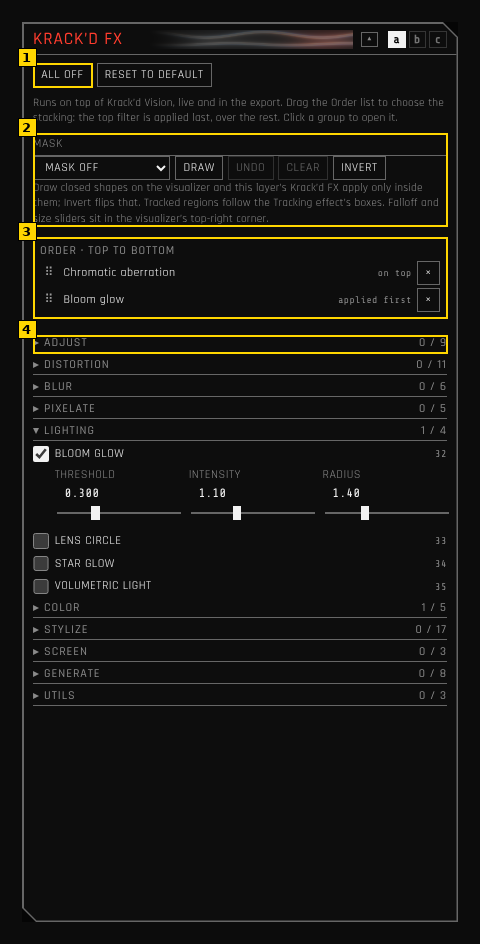 KRACK'D FX
a b c
1
ALL OFF RESET TO DEFAULT
Runs on top of Krack'd Vision, live and in the export. Drag the Order list to choose the
stacking; the top filter is applied last, over the rest. Click a group to open it.
2
MASK
MASK OFF DRAW UNDO CLEAR INVERT
Draw closed shapes on the visualizer and this layer's Krack'd FX apply only inside
them; Invert flips that. Tracked regions follow the Tracking effect's boxes. Falloff and
size sliders sit in the visualizer's top-right corner.
3
ORDER · TOP TO BOTTOM
Chromatic aberration on top ×
Bloom glow applied first ×
4
▸ ADJUST 0 / 9
▸ DISTORTION 0 / 11
▸ BLUR 0 / 6
▸ PIXELATE 0 / 5
▾ LIGHTING 1 / 4
BLOOM GLOW 32
THRESHOLD INTENSITY RADIUS
0.300 1.10 1.40
LENS CIRCLE 33
STAR GLOW 34
VOLUMETRIC LIGHT 35
▸ COLOR 1 / 5
▸ STYLIZE 0 / 17
▸ SCREEN 0 / 3
▸ GENERATE 0 / 8
▸ UTILS 0 / 3